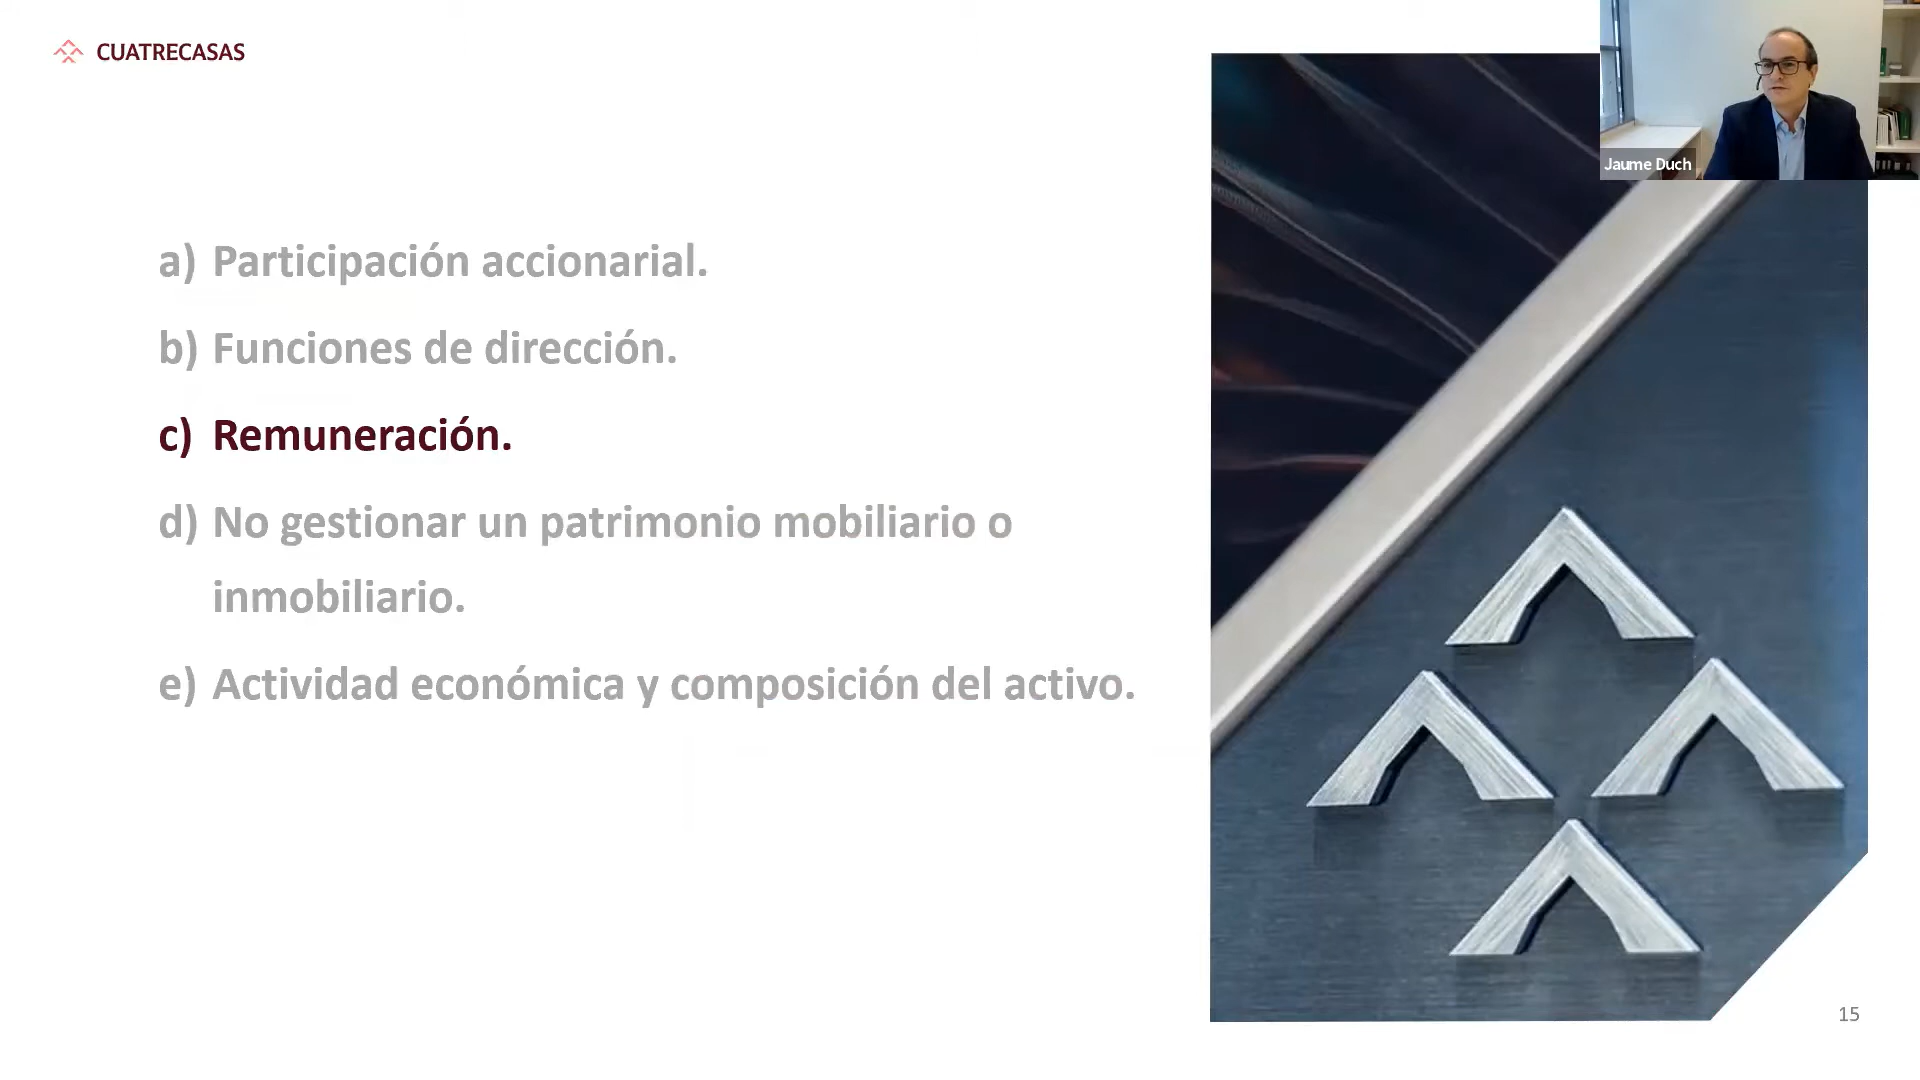 CUATRECASAS
Jaume Duch
a) Participación accionarial.
b) Funciones de dirección.
c) Remuneración.
d) No gestionar un patrimonio mobiliario o
inmobiliario.
e) Actividad económica y composición del activo.
15